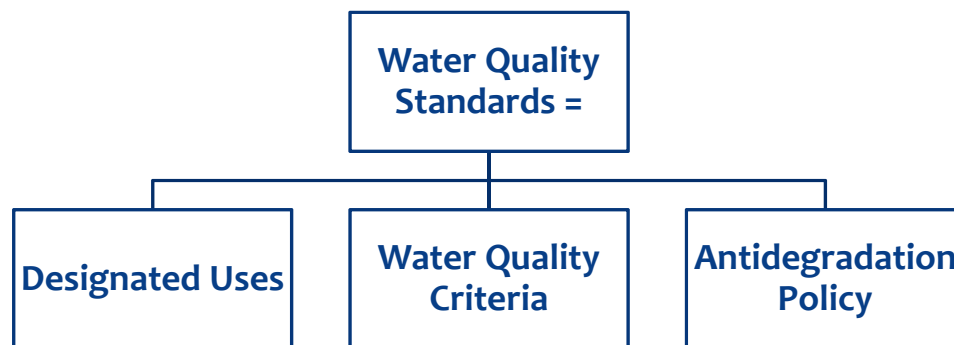 Water Quality
Standards =
Designated Uses
Water Quality
Criteria
Antidegradation
Policy